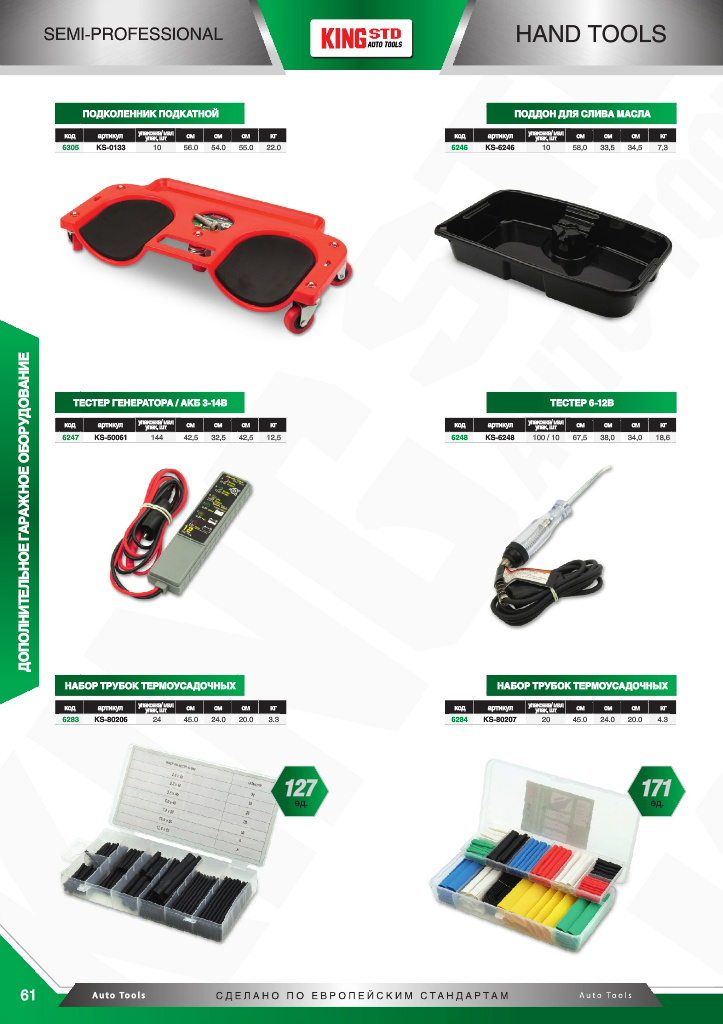 SEMI-PROFESSIONAL
KING STD
AUTO TOOLS
HAND TOOLS
ПОДКОЛЕННИК ПОДКАТНОЙ
код артикул упаковка/мал упак, шт см см см кг
6305 KS-0133 10 56.0 54.0 55.0 22.0
ПОДДОН ДЛЯ СЛИВА МАСЛА
код артикул упаковка/мал упак, шт см см см кг
6246 KS-6246 10 58,0 33,5 34,5 7,3
ДОПОЛНИТЕЛЬНОЕ ГАРАЖНОЕ ОБОРУДОВАНИЕ
ТЕСТЕР ГЕНЕРАТОРА / АКБ 3-14В
код артикул упаковка/мал упак, шт см см см кг
6247 KS-50061 144 42,5 32,5 42,5 12,5
ТЕСТЕР 6-12В
код артикул упаковка/мал упак, шт см см см кг
6248 KS-6248 100 / 10 67,5 38,0 34,0 18,6
12
НАБОР ТРУБОК ТЕРМОУСАДОЧНЫХ
код артикул упаковка/мал упак, шт см см см кг
6283 KS-80206 24 45.0 24.0 20.0 3.3
НАБОР ТРУБОК ТЕРМОУСАДОЧНЫХ
код артикул упаковка/мал упак, шт см см см кг
6284 KS-80207 20 45.0 24.0 20.0 4.3
127
ед.
171
ед.
61
Auto Tools
СДЕЛАНО ПО ЕВРОПЕЙСКИМ СТАНДАРТАМ
Auto Tools